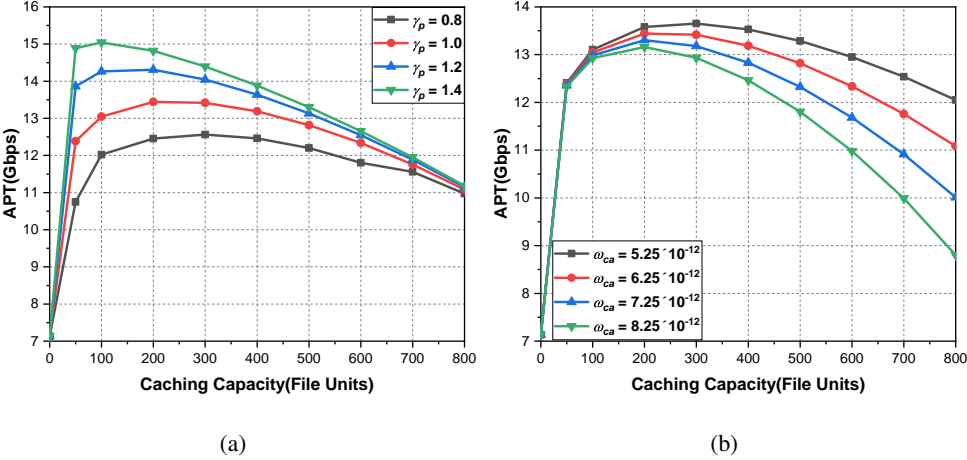 16
15
14
13
12
11
10
9
8
7
APT(Gbps)
0 100 200 300 400 500 600 700 800
Caching Capacity(File Units)
γp = 0.8
γp = 1.0
γp = 1.2
γp = 1.4
(a)
14
13
12
11
10
9
8
7
APT(Gbps)
ωca = 5.25´10-12
ωca = 6.25´10-12
ωca = 7.25´10-12
ωca = 8.25´10-12
0 100 200 300 400 500 600 700 800
Caching Capacity(File Units)
(b)